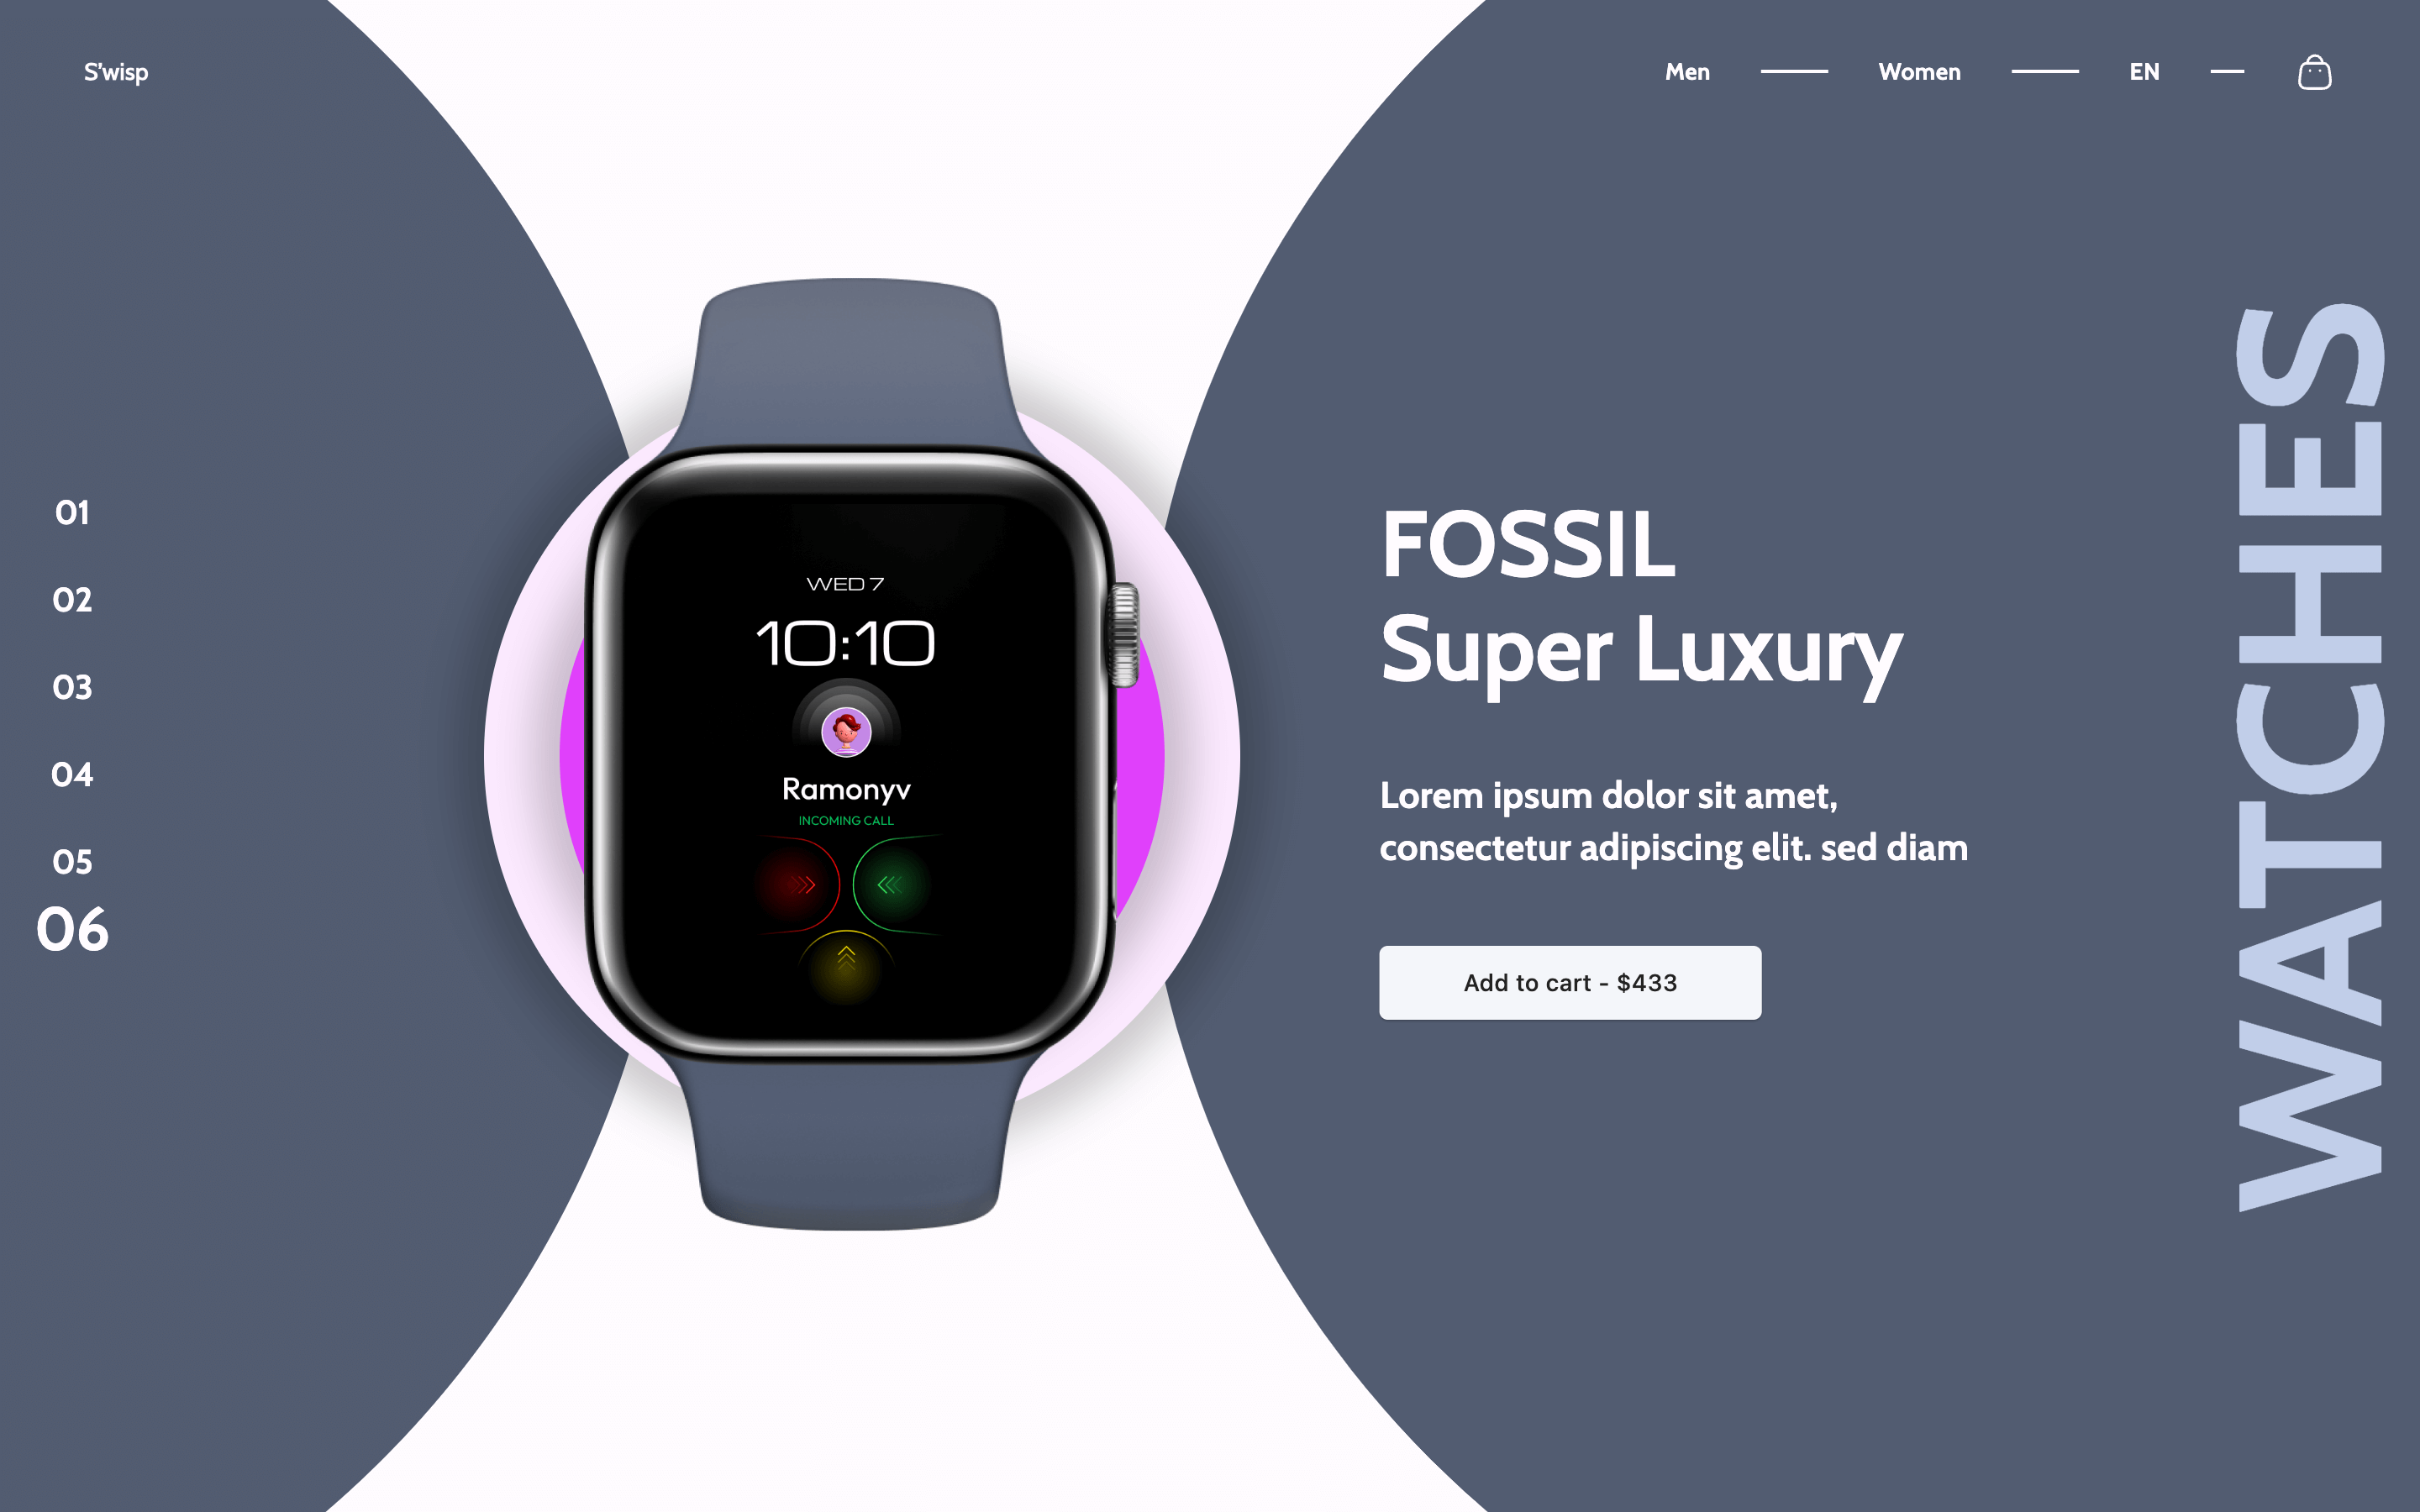 S'wisp
Men
Women
EN
01
02
03
04
05
06
WED 7
10:10
Ramonyv
INCOMING CALL
FOSSIL
Super Luxury
Lorem ipsum dolor sit amet,
consectetur adipiscing elit. sed diam
Add to cart - $433
WATCHES